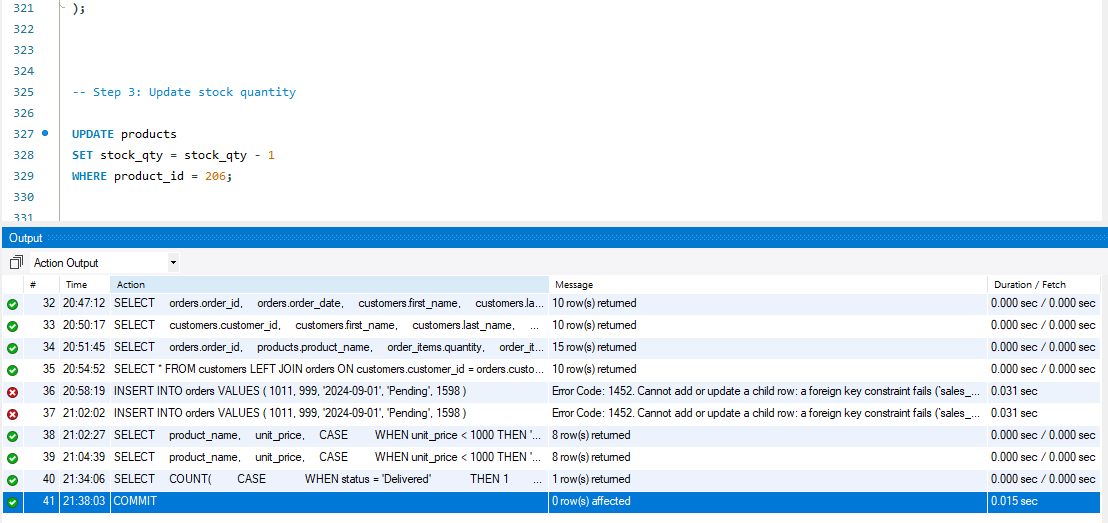 321 );
322
323
324
325 -- Step 3: Update stock quantity
326
327 UPDATE products
328 SET stock_qty = stock_qty - 1
329 WHERE product_id = 206;
330
331
Output
Action Output
# Time Action Message Duration / Fetch
32 20:47:12 SELECT orders.order_id, orders.order_date, customers.first_name, customers.la... 10 row(s) returned 0.000 sec / 0.000 sec
33 20:50:17 SELECT customers.customer_id, customers.first_name, customers.last_name, ... 10 row(s) returned 0.000 sec / 0.000 sec
34 20:51:45 SELECT orders.order_id, products.product_name, order_items.quantity, order_it... 15 row(s) returned 0.000 sec / 0.000 sec
35 20:54:52 SELECT * FROM customers LEFT JOIN orders ON customers.customer_id = orders.custo... 10 row(s) returned 0.000 sec / 0.000 sec
36 20:58:19 INSERT INTO orders VALUES ( 1011, 999, '2024-09-01', 'Pending', 1598 ) Error Code: 1452. Cannot add or update a child row: a foreign key constraint fails (`sales_... 0.031 sec
37 21:02:02 INSERT INTO orders VALUES ( 1011, 999, '2024-09-01', 'Pending', 1598 ) Error Code: 1452. Cannot add or update a child row: a foreign key constraint fails (`sales_... 0.031 sec
38 21:02:27 SELECT product_name, unit_price, CASE WHEN unit_price < 1000 THEN '... 8 row(s) returned 0.000 sec / 0.000 sec
39 21:04:39 SELECT product_name, unit_price, CASE WHEN unit_price < 1000 THEN '... 8 row(s) returned 0.000 sec / 0.000 sec
40 21:34:06 SELECT COUNT( CASE WHEN status = 'Delivered' THEN 1 ... 1 row(s) returned 0.000 sec / 0.000 sec
41 21:38:03 COMMIT 0 row(s) affected 0.015 sec